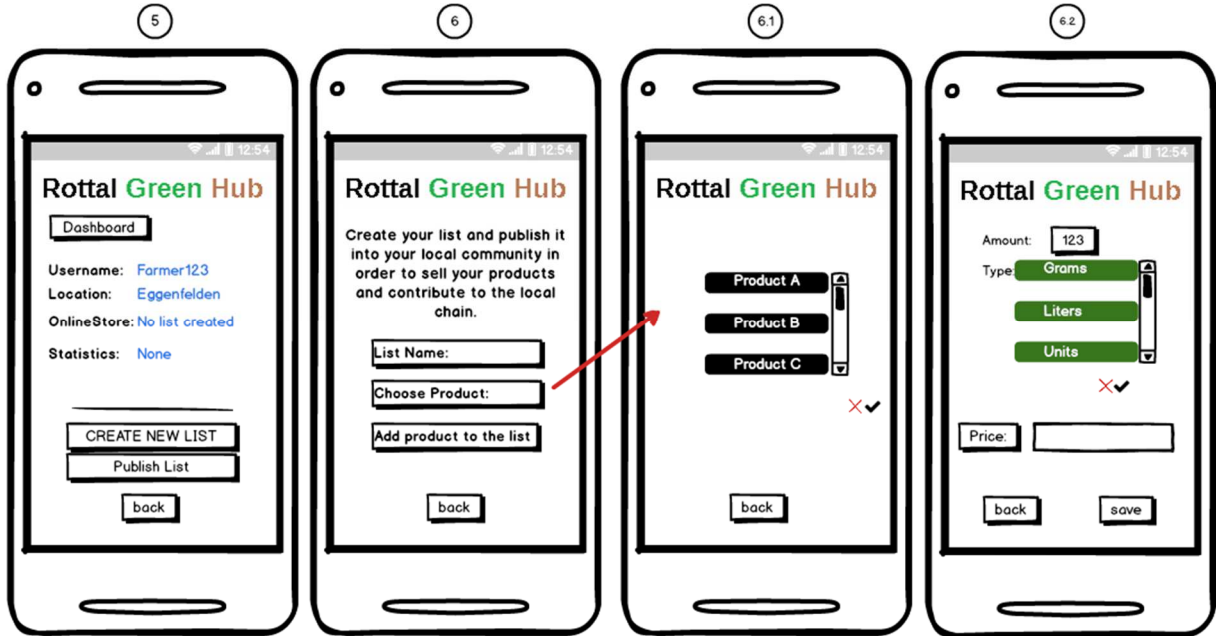 5
12:54
Rottal Green Hub
Dashboard
Username: Farmer123
Location: Eggenfelden
OnlineStore: No list created
Statistics: None
CREATE NEW LIST
Publish List
back
6
12:54
Rottal Green Hub
Create your list and publish it
into your local community in
order to sell your products
and contribute to the local
chain.
List Name:
Choose Product:
Add product to the list
back
6.1
12:54
Rottal Green Hub
Product A
Product B
Product C
back
6.2
12:54
Rottal Green Hub
Amount: 123
Type: Grams
Liters
Units
Price:
back save